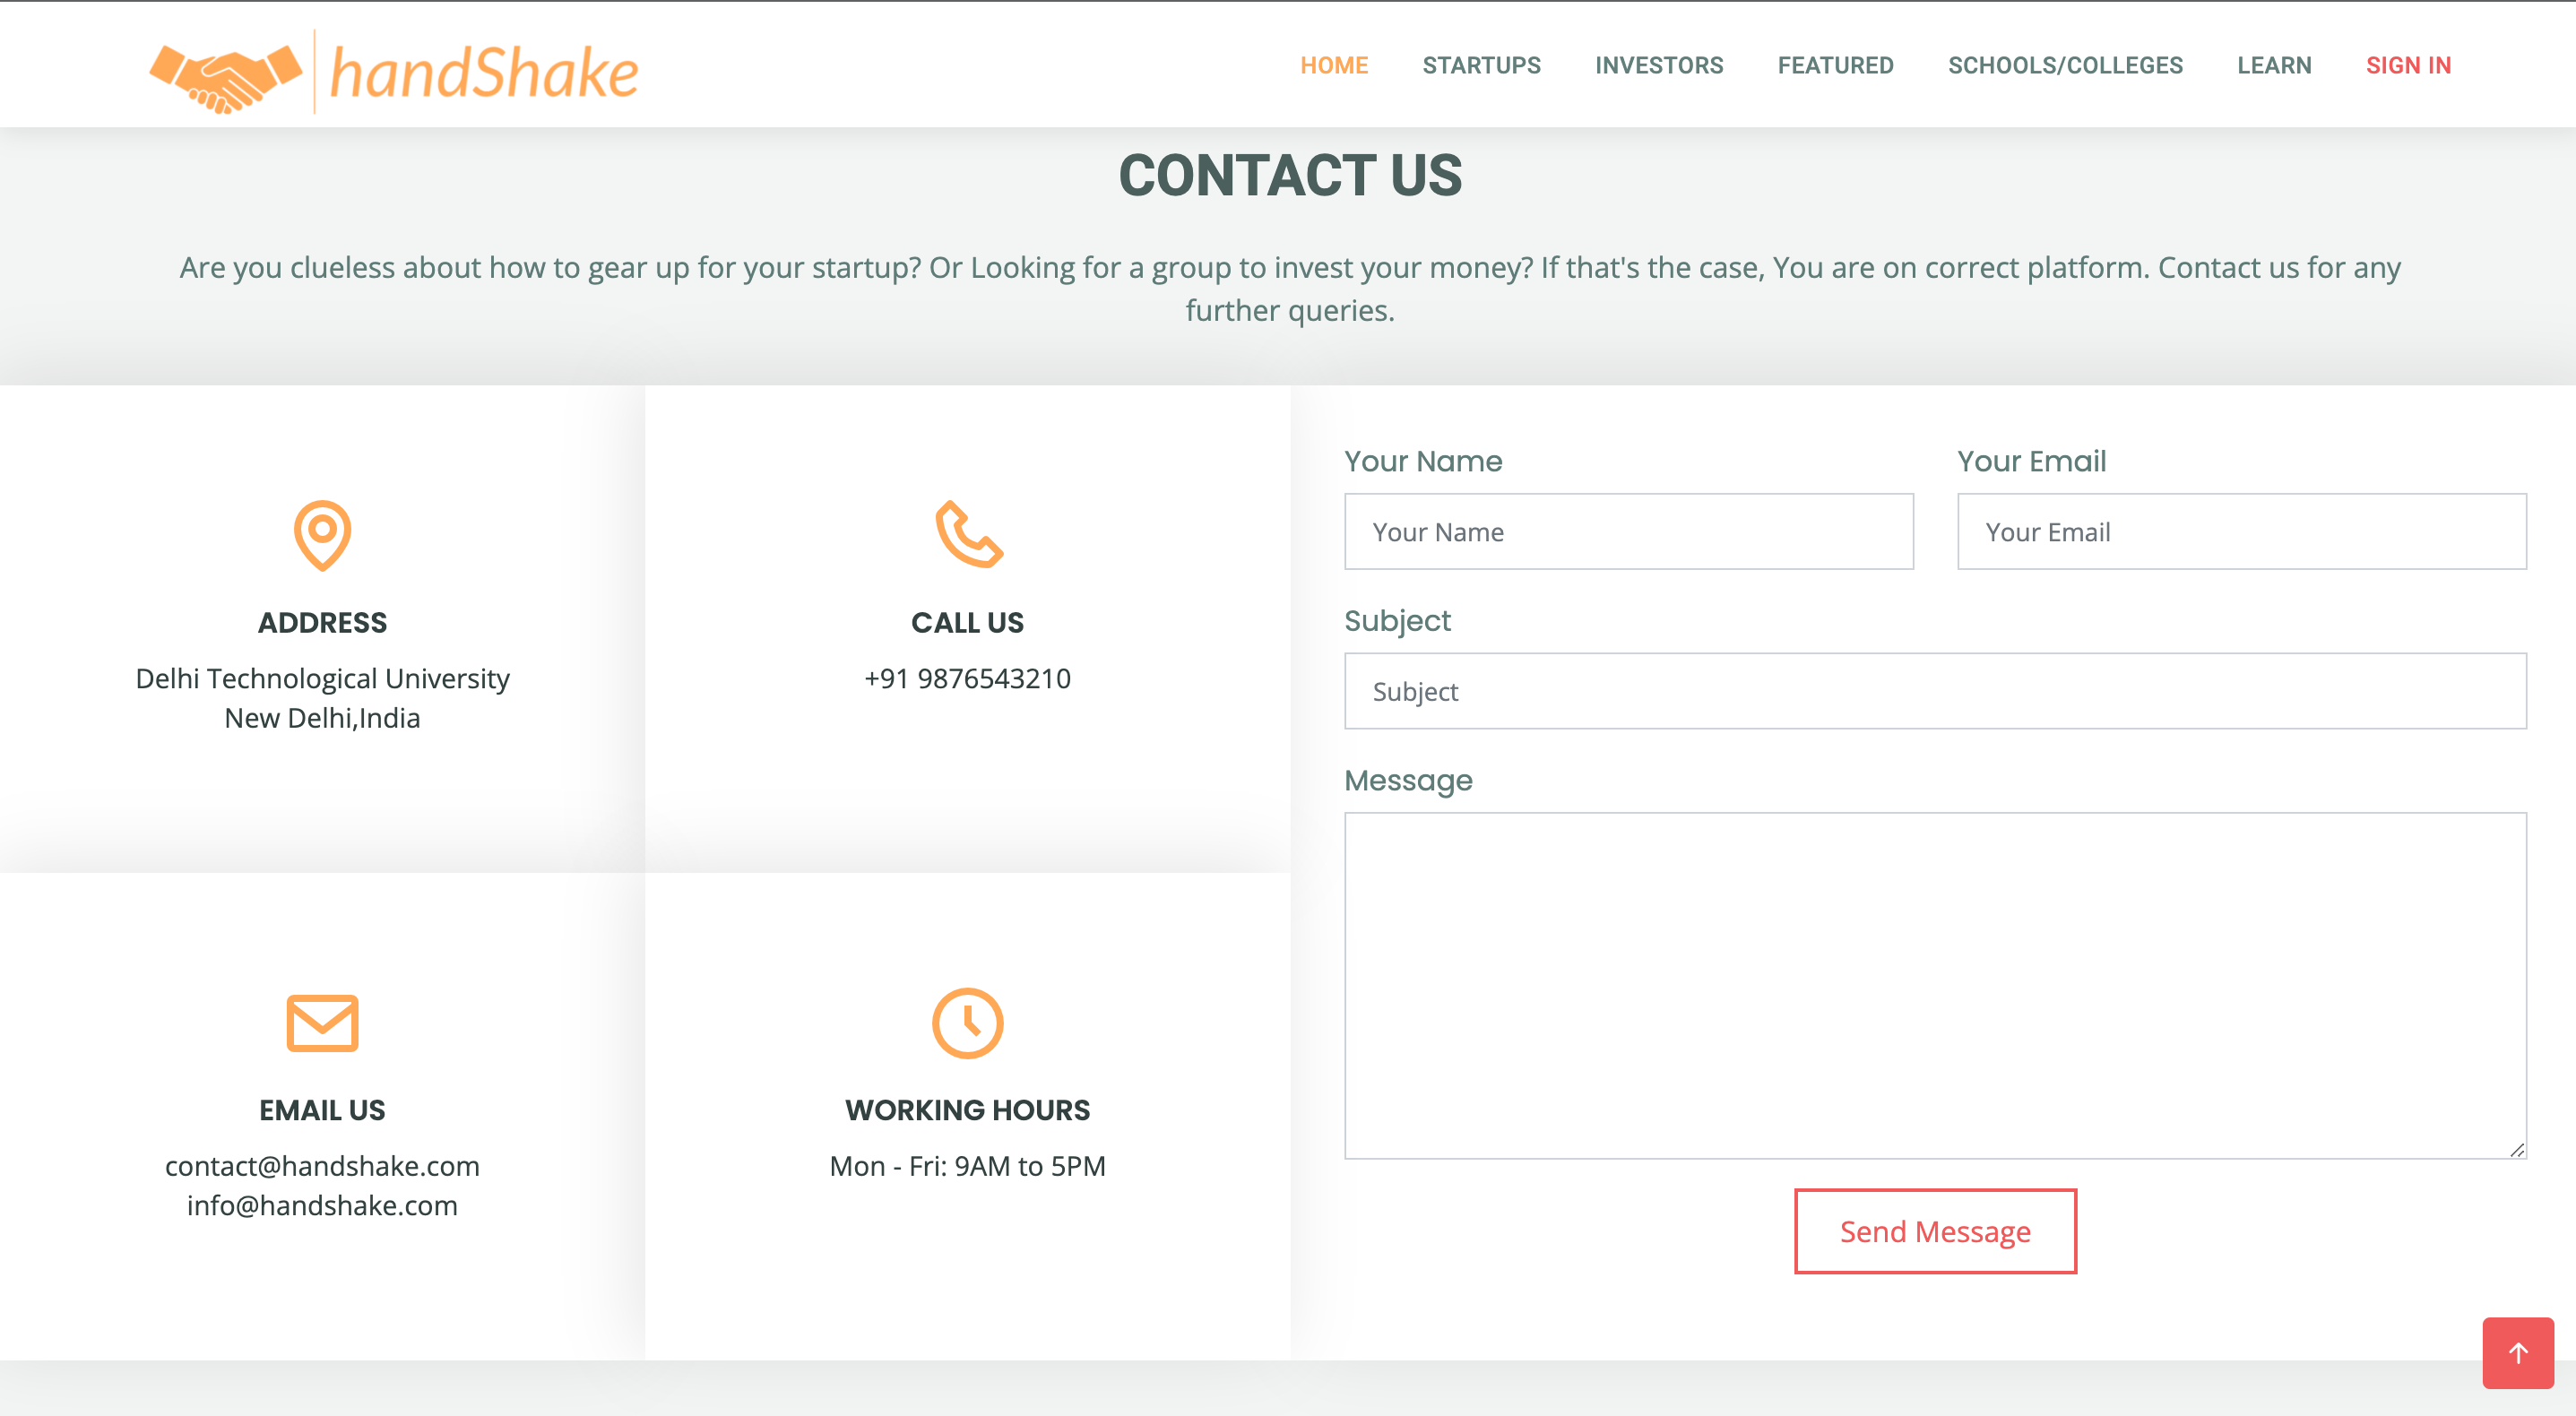 handShake
HOME
STARTUPS
INVESTORS
FEATURED
SCHOOLS/COLLEGES
LEARN
SIGN IN
CONTACT US
Are you clueless about how to gear up for your startup? Or Looking for a group to invest your money? If that's the case, You are on correct platform. Contact us for any
further queries.
ADDRESS
Delhi Technological University
New Delhi,India
CALL US
+91 9876543210
EMAIL US
contact@handshake.com
info@handshake.com
WORKING HOURS
Mon - Fri: 9AM to 5PM
Your Name
Your Name
Your Email
Your Email
Subject
Subject
Message
Send Message